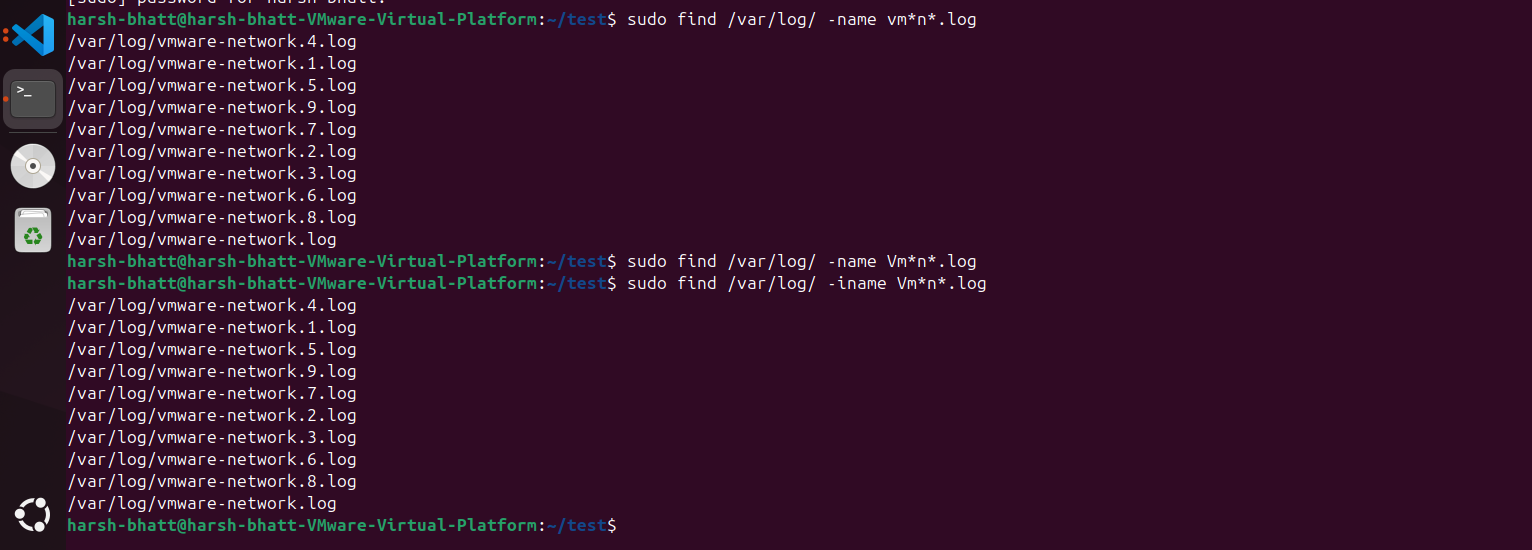 [sudo] password for harsh-bhatt:
harsh-bhatt@harsh-bhatt-VMware-Virtual-Platform:~/test$ sudo find /var/log/ -name vm*n*.log
/var/log/vmware-network.4.log
/var/log/vmware-network.1.log
/var/log/vmware-network.5.log
/var/log/vmware-network.9.log
/var/log/vmware-network.7.log
/var/log/vmware-network.2.log
/var/log/vmware-network.3.log
/var/log/vmware-network.6.log
/var/log/vmware-network.8.log
/var/log/vmware-network.log
harsh-bhatt@harsh-bhatt-VMware-Virtual-Platform:~/test$ sudo find /var/log/ -name Vm*n*.log
harsh-bhatt@harsh-bhatt-VMware-Virtual-Platform:~/test$ sudo find /var/log/ -iname Vm*n*.log
/var/log/vmware-network.4.log
/var/log/vmware-network.1.log
/var/log/vmware-network.5.log
/var/log/vmware-network.9.log
/var/log/vmware-network.7.log
/var/log/vmware-network.2.log
/var/log/vmware-network.3.log
/var/log/vmware-network.6.log
/var/log/vmware-network.8.log
/var/log/vmware-network.log
harsh-bhatt@harsh-bhatt-VMware-Virtual-Platform:~/test$